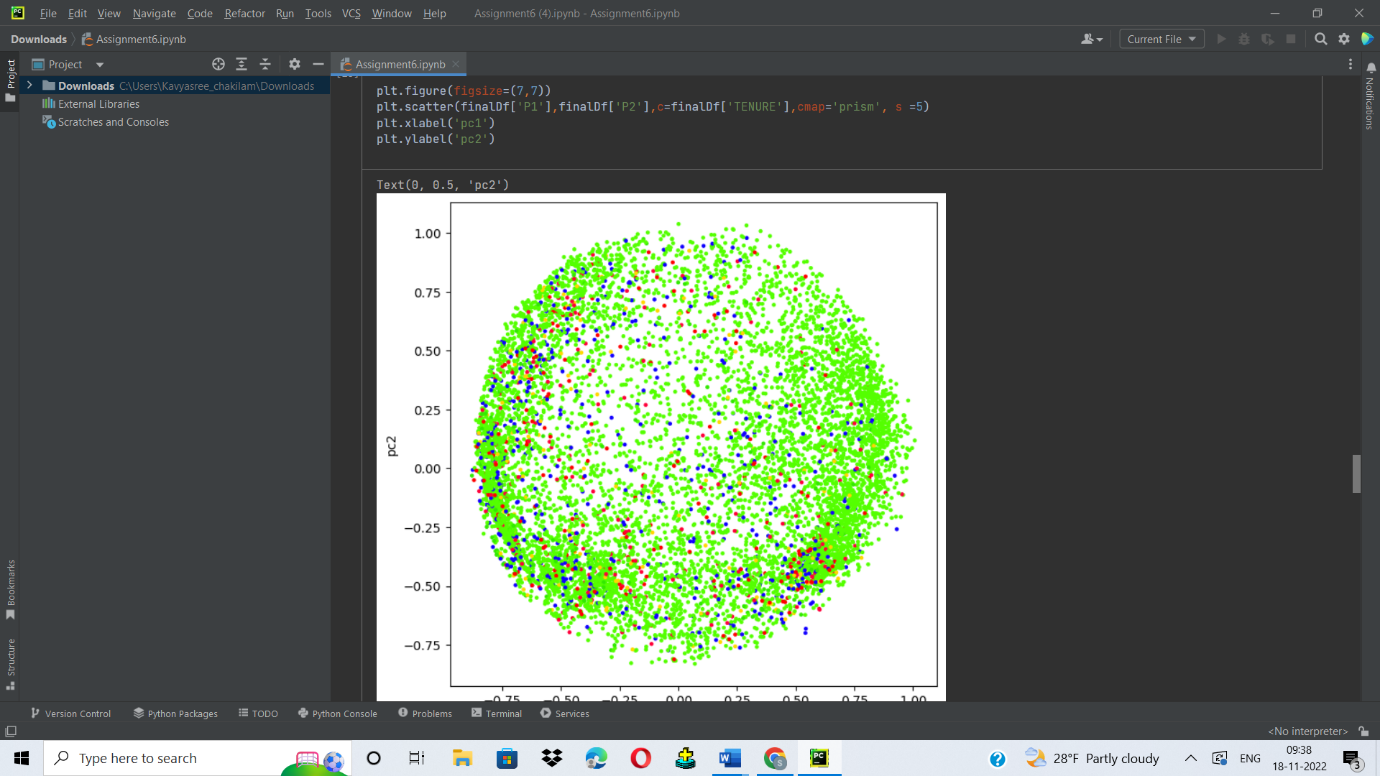 File Edit View Navigate Code Refactor Run Tools VCS Window Help Assignment6 (4).ipynb - Assignment6.ipynb
Downloads Assignment6.ipynb Current File
Project
Project
Assignment6.ipynb
Downloads C:\Users\Kavyasree_chakilam\Downloads
External Libraries
Scratches and Consoles
Notifications
plt.figure(figsize=(7,7))
plt.scatter(finalDf['P1'],finalDf['P2'],c=finalDf['TENURE'],cmap='prism', s =5)
plt.xlabel('pc1')
plt.ylabel('pc2')
Text(0, 0.5, 'pc2')
1.00
0.75
0.50
0.25
0.00
−0.25
−0.50
−0.75
pc2
−0.75 −0.50 −0.25 0.00 0.25 0.50 0.75 1.00
Bookmarks
Structure
Version Control Python Packages TODO Python Console Problems Terminal Services
<No interpreter>
Type here to search
28°F Partly cloudy ENG 09:38
18-11-2022
3